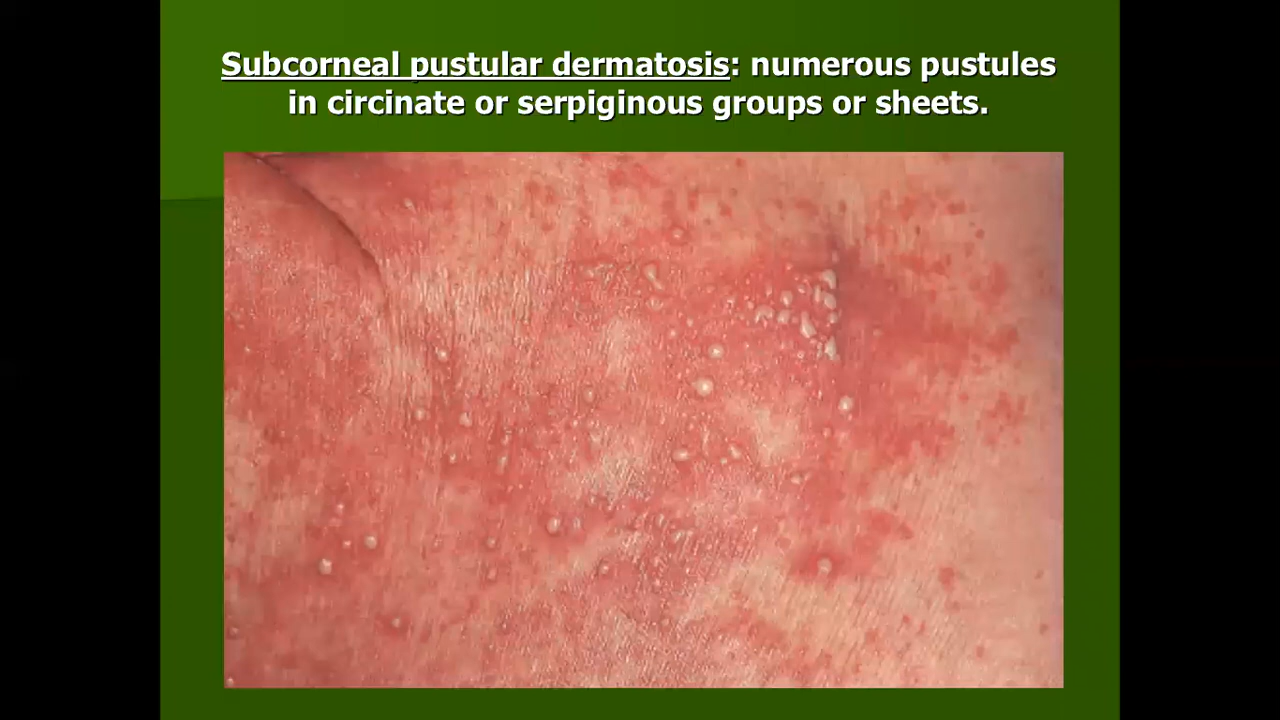 Subcorneal pustular dermatosis: numerous pustules
in circinate or serpiginous groups or sheets.